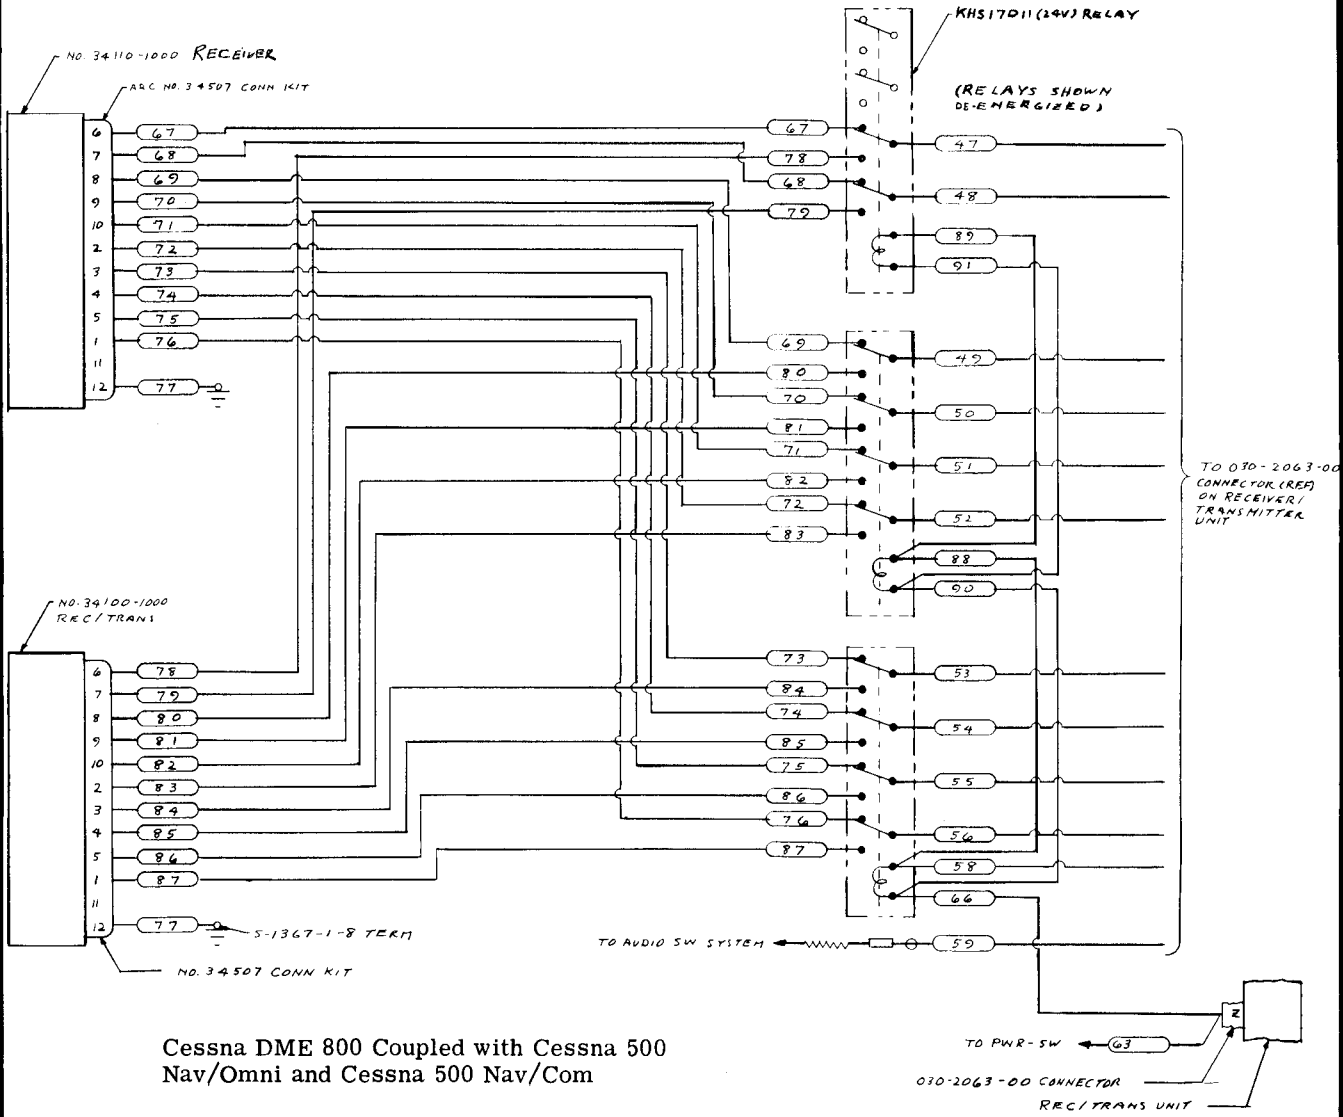 KHS17D11(24V) RELAY
(RELAYS SHOWN
DE-ENERGIZED)
NO. 34110-1000 RECEIVER
ARC NO. 34507 CONN KIT
6 67 67 47
7 68 78
8 69 68 48
9 70 79
10 71 89
2 72 91
3 73
4 74
5 75
1 76 69 49
11 80
12 77 70 50
81
71 51
82
72 52
83
88
90
TO 030-2063-00
CONNECTOR (REF)
ON RECEIVER/
TRANSMITTER
UNIT
NO. 34100-1000
REC/TRANS
6 78 73 53
7 79 84
8 80 74 54
9 81 85
10 82 75 55
2 83 86
3 84 76 56
4 85 87
5 86 58
1 87 66
11
12 77
S-1367-1-8 TERM
TO AUDIO SW SYSTEM 59
NO. 34507 CONN KIT
N
TO PWR-SW 63
030-2063-00 CONNECTOR
REC/TRANS UNIT
Cessna DME 800 Coupled with Cessna 500
Nav/Omni and Cessna 500 Nav/Com